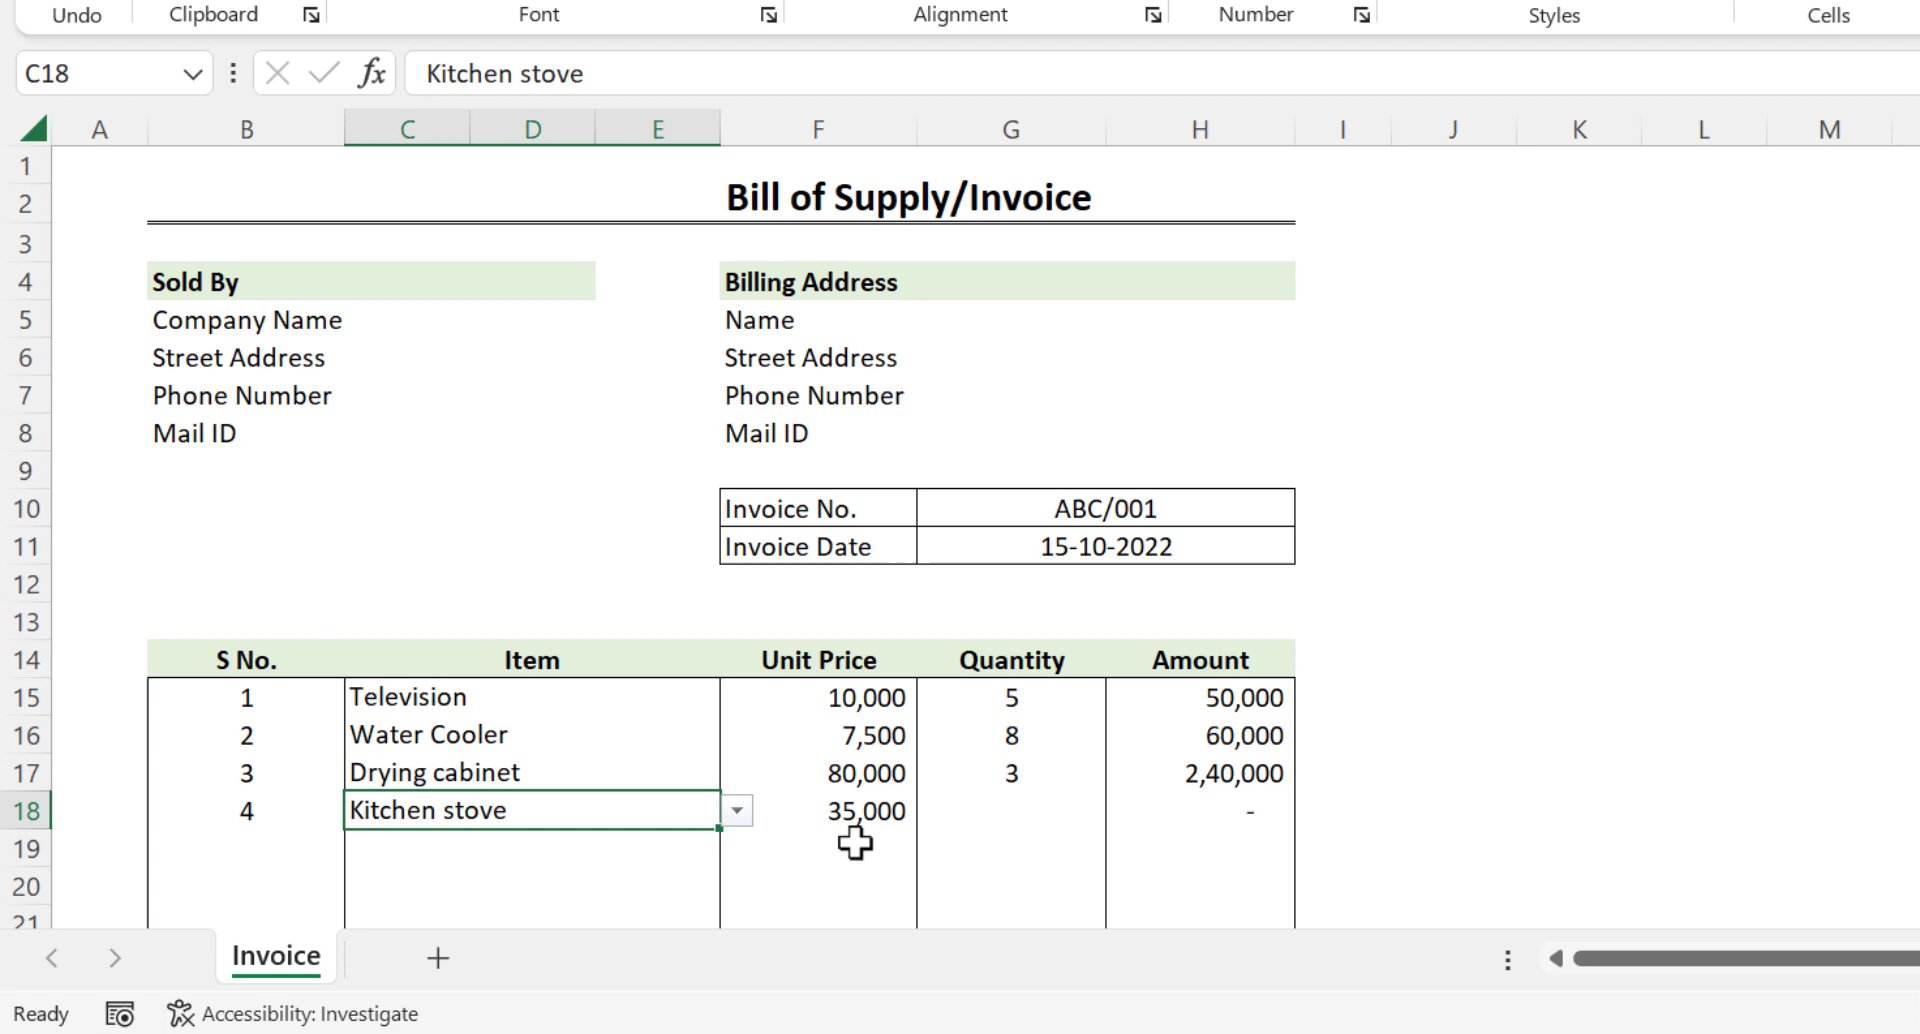 Undo Clipboard Font Alignment Number Styles Cells
C18 fx Kitchen stove
A B C D E F G H I J K L M
1
2 Bill of Supply/Invoice
3
4 Sold By Billing Address
5 Company Name Name
6 Street Address Street Address
7 Phone Number Phone Number
8 Mail ID Mail ID
9
10 Invoice No. ABC/001
11 Invoice Date 15-10-2022
12
13
14 S No. Item Unit Price Quantity Amount
15 1 Television 10,000 5 50,000
16 2 Water Cooler 7,500 8 60,000
17 3 Drying cabinet 80,000 3 2,40,000
18 4 Kitchen stove 35,000 -
19
20
21
Invoice
Ready Accessibility: Investigate